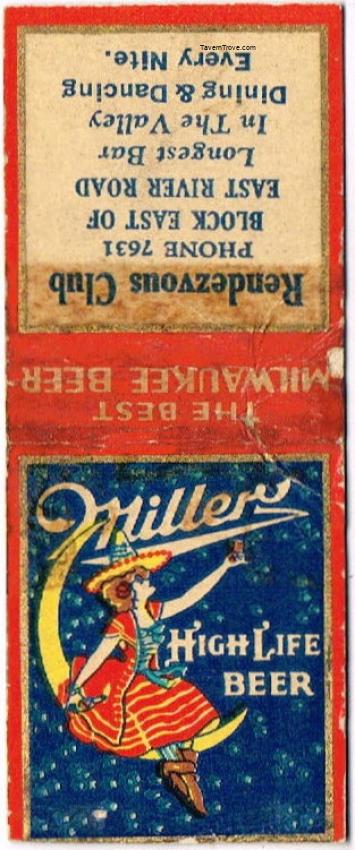 TavernTrove.com
Rendezvous Club
PHONE 7631
BLOCK EAST OF
EAST RIVER ROAD
Longest Bar
In The Valley
Dining & Dancing
Every Nite.
THE BEST
MILWAUKEE BEER
Miller
HIGH LIFE
BEER